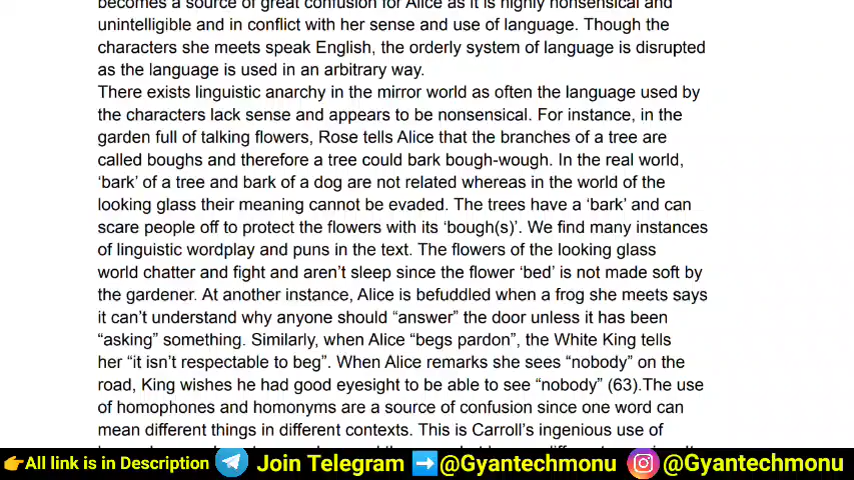 becomes a source of great confusion for Alice as it is highly nonsensical and
unintelligible and in conflict with her sense and use of language. Though the
characters she meets speak English, the orderly system of language is disrupted
as the language is used in an arbitrary way.
There exists linguistic anarchy in the mirror world as often the language used by
the characters lack sense and appears to be nonsensical. For instance, in the
garden full of talking flowers, Rose tells Alice that the branches of a tree are
called boughs and therefore a tree could bark bough-wough. In the real world,
‘bark’ of a tree and bark of a dog are not related whereas in the world of the
looking glass their meaning cannot be evaded. The trees have a ‘bark’ and can
scare people off to protect the flowers with its ‘bough(s)’. We find many instances
of linguistic wordplay and puns in the text. The flowers of the looking glass
world chatter and fight and aren’t sleep since the flower ‘bed’ is not made soft by
the gardener. At another instance, Alice is befuddled when a frog she meets says
it can’t understand why anyone should “answer” the door unless it has been
“asking” something. Similarly, when Alice “begs pardon”, the White King tells
her “it isn’t respectable to beg”. When Alice remarks she sees “nobody” on the
road, King wishes he had good eyesight to be able to see “nobody” (63).The use
of homophones and homonyms are a source of confusion since one word can
mean different things in different contexts. This is Carroll’s ingenious use of
All link is in Description Join Telegram @Gyantechmonu @Gyantechmonu